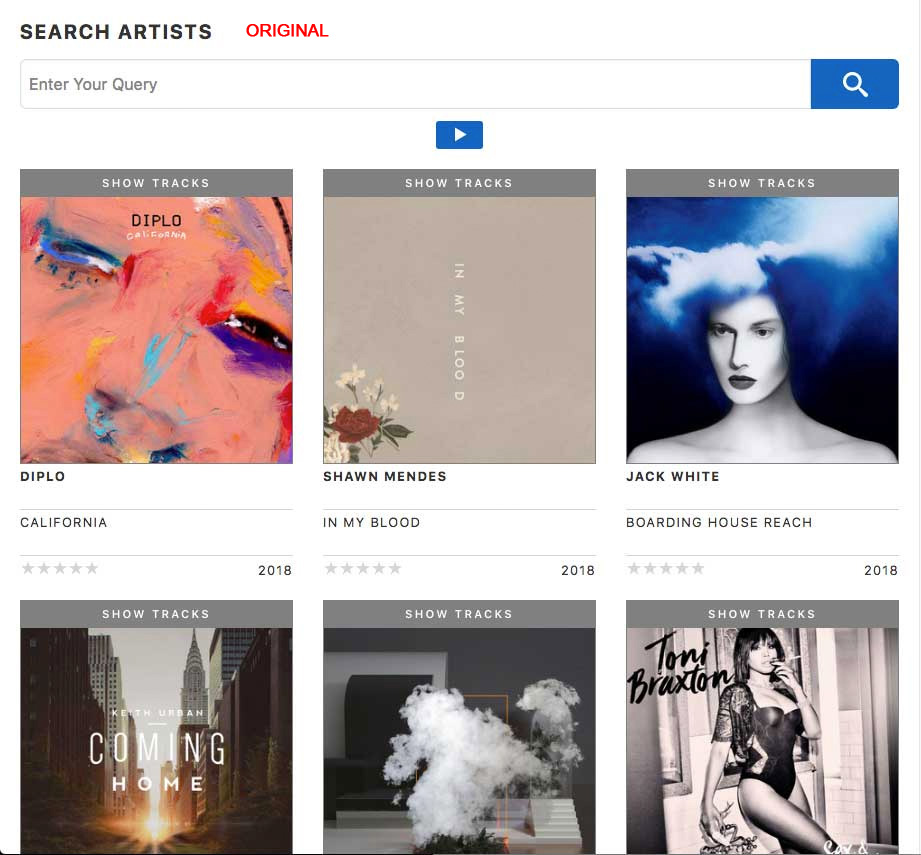 SEARCH ARTISTS ORIGINAL
Enter Your Query
SHOW TRACKS SHOW TRACKS SHOW TRACKS
DIPLO
CALIFORNIA
IN MY BLOOD
DIPLO SHAWN MENDES JACK WHITE
CALIFORNIA IN MY BLOOD BOARDING HOUSE REACH
2018 2018 2018
SHOW TRACKS SHOW TRACKS SHOW TRACKS
Toni
Braxton
KEITH URBAN
COMING
HOME
Sex &